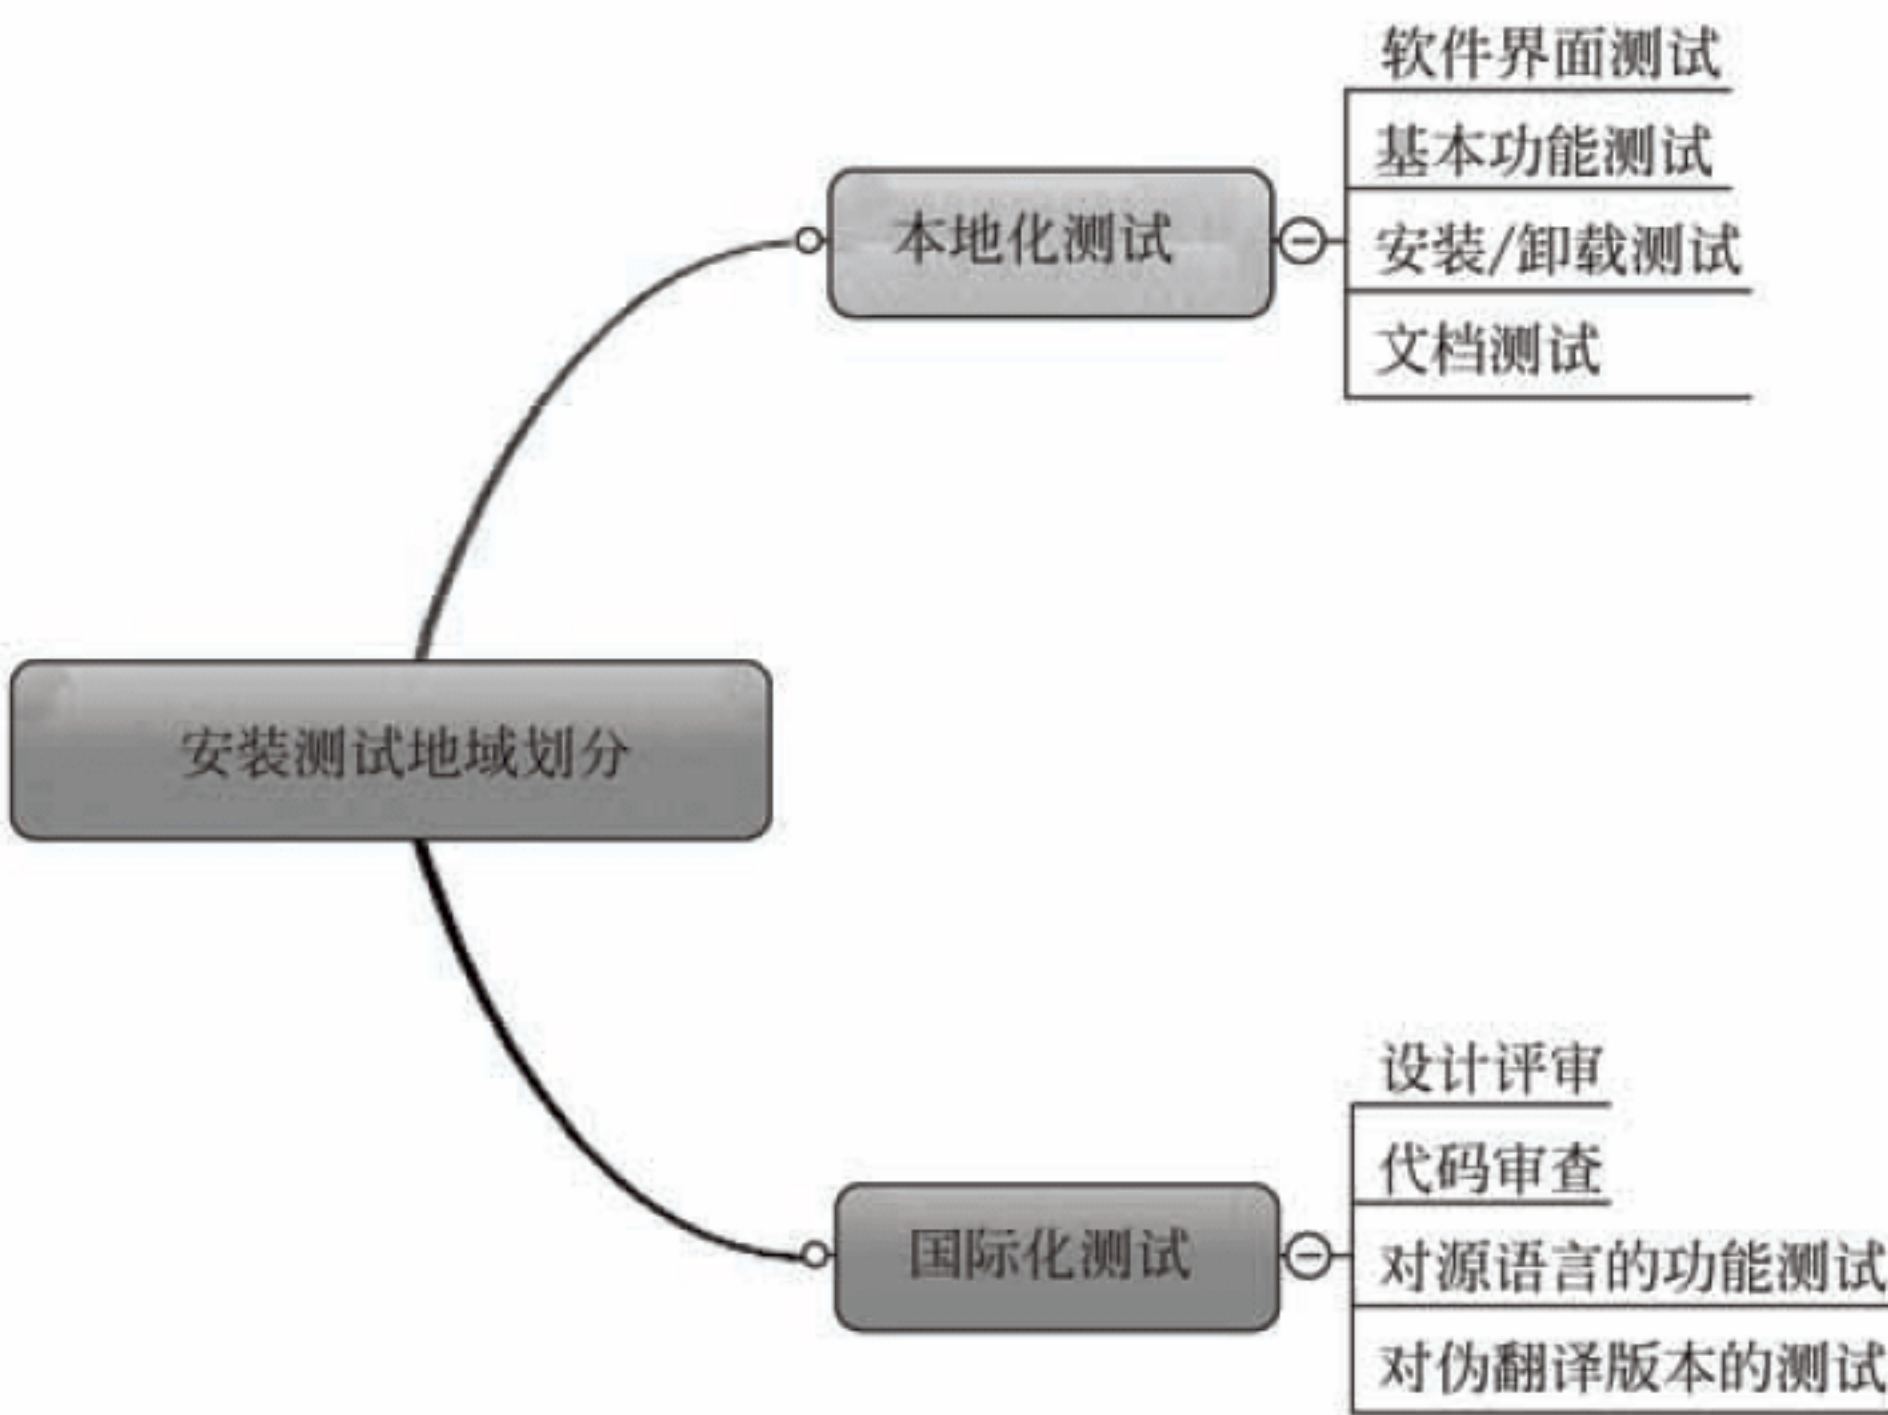 软件界面测试
基本功能测试
本地化测试
安装/卸载测试
文档测试
安装测试地域划分
设计评审
代码审查
国际化测试
对源语言的功能测试
对伪翻译版本的测试